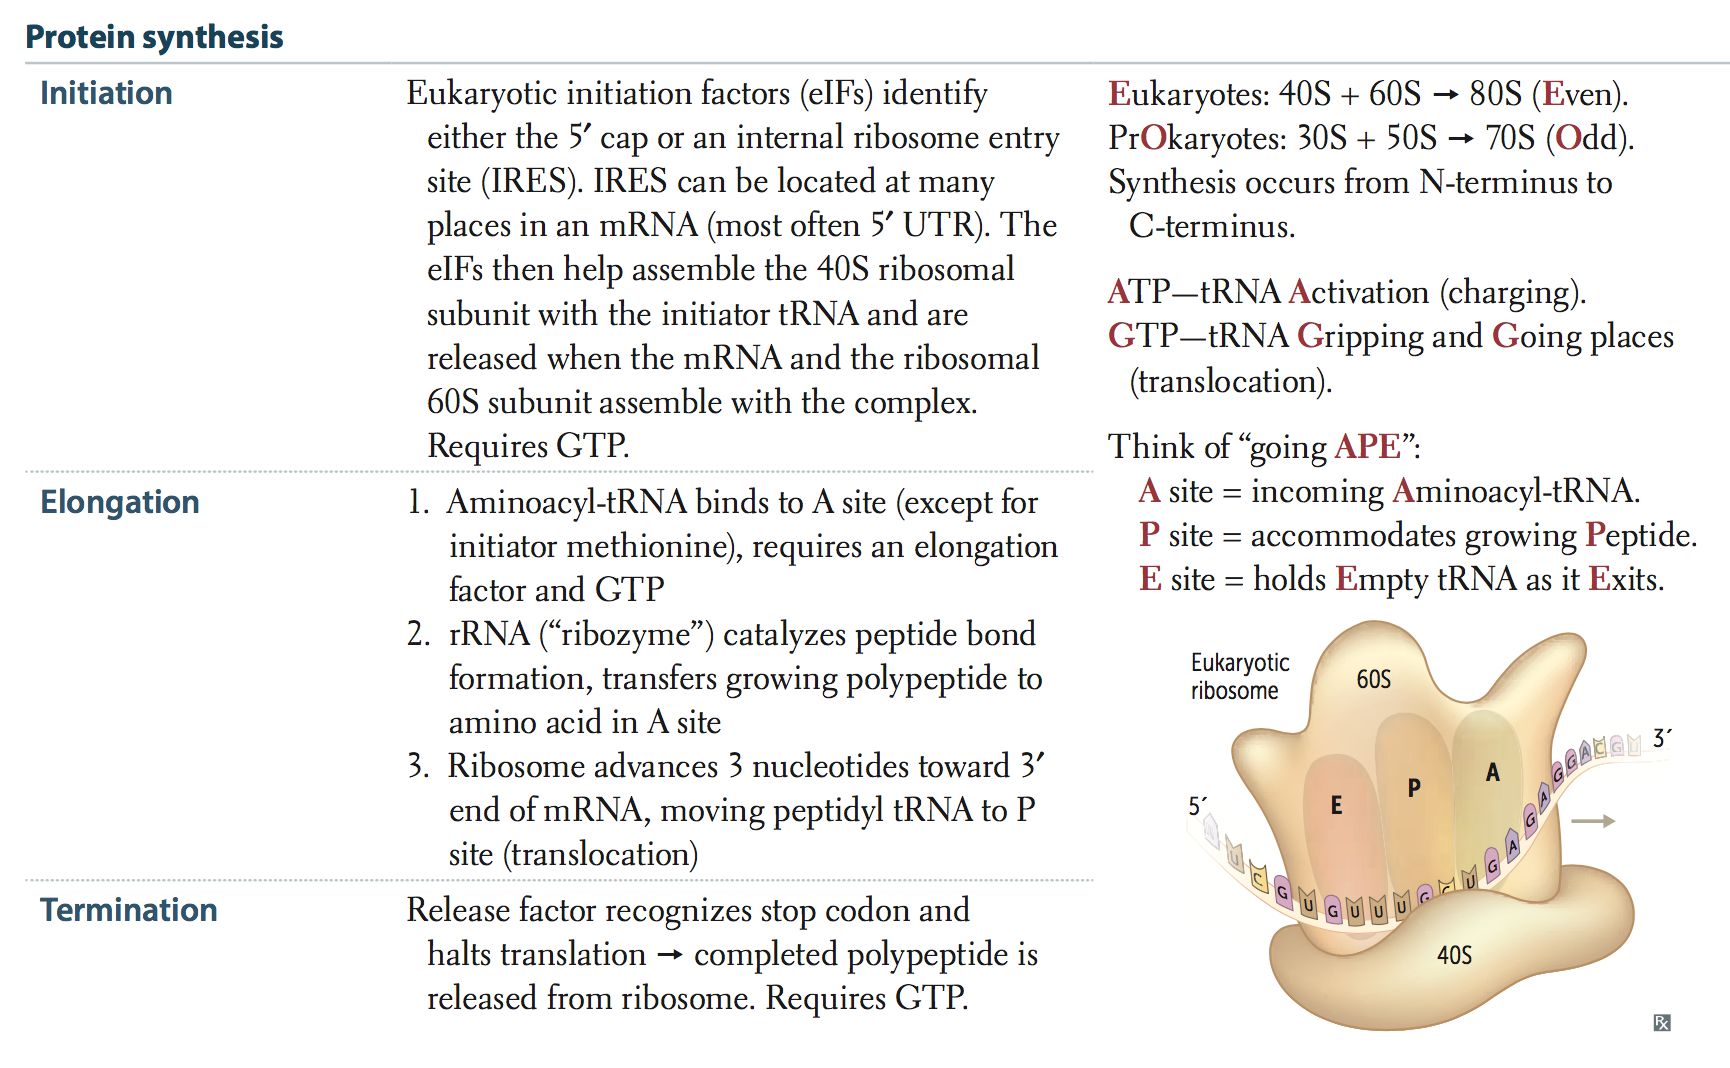 Protein synthesis
Initiation
Eukaryotic initiation factors (eIFs) identify
either the 5′ cap or an internal ribosome entry
site (IRES). IRES can be located at many
places in an mRNA (most often 5′ UTR). The
eIFs then help assemble the 40S ribosomal
subunit with the initiator tRNA and are
released when the mRNA and the ribosomal
60S subunit assemble with the complex.
Requires GTP.
Elongation
1. Aminoacyl-tRNA binds to A site (except for
initiator methionine), requires an elongation
factor and GTP
2. rRNA (“ribozyme”) catalyzes peptide bond
formation, transfers growing polypeptide to
amino acid in A site
3. Ribosome advances 3 nucleotides toward 3′
end of mRNA, moving peptidyl tRNA to P
site (translocation)
Termination
Release factor recognizes stop codon and
halts translation → completed polypeptide is
released from ribosome. Requires GTP.
Eukaryotes: 40S + 60S → 80S (Even).
PrOkaryotes: 30S + 50S → 70S (Odd).
Synthesis occurs from N-terminus to
C-terminus.
ATP—tRNA Activation (charging).
GTP—tRNA Gripping and Going places
(translocation).
Think of “going APE”:
A site = incoming Aminoacyl-tRNA.
P site = accommodates growing Peptide.
E site = holds Empty tRNA as it Exits.
Eukaryotic
ribosome
60S
E P A
5′
3′
U C G U G U U U G C U G A G A G G A C G U
40S
Rx